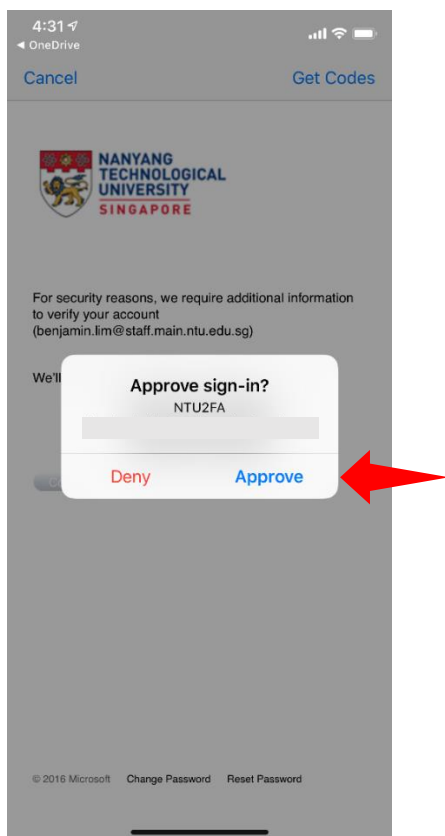 4:31
◀ OneDrive
Cancel Get Codes
NANYANG
TECHNOLOGICAL
UNIVERSITY
SINGAPORE
For security reasons, we require additional information
to verify your account
(benjamin.lim@staff.main.ntu.edu.sg)
We'll
Approve sign-in?
NTU2FA
Deny Approve
© 2016 Microsoft Change Password Reset Password